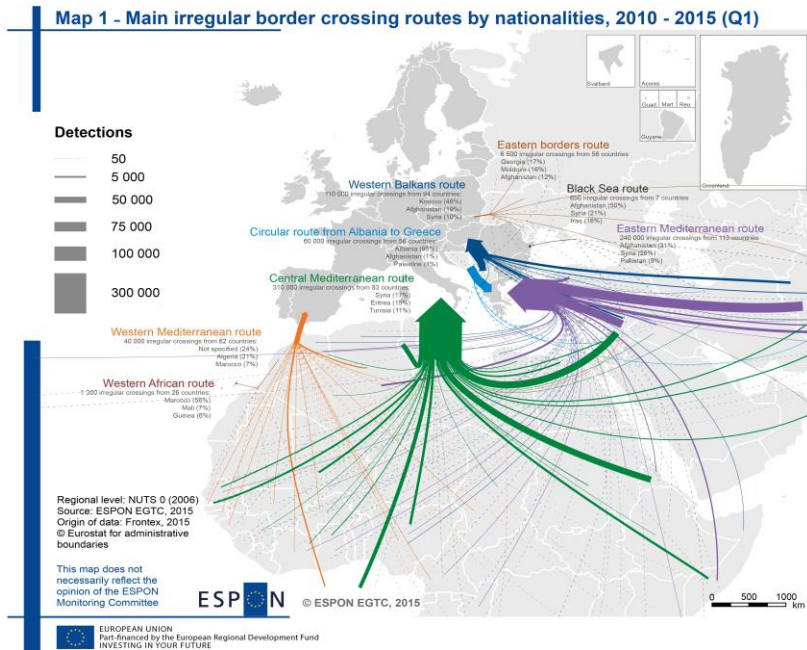 Map 1 - Main irregular border crossing routes by nationalities, 2010 - 2015 (Q1)
Svalbard
Açores
Guad.
Mart.
Reu.
Guyane
Greenland
Detections
50
5 000
50 000
75 000
100 000
300 000
Eastern borders route
6 500 irregular crossings from 56 countries:
Georgia (17%)
Moldova (16%)
Afghanistan (12%)
Western Balkans route
110 000 irregular crossings from 94 countries:
Kosovo (48%)
Afghanistan (19%)
Syria (10%)
Black Sea route
650 irregular crossings from 7 countries
Afghanistan (50%)
Syria (21%)
Iraq (16%)
Circular route from Albania to Greece
60 000 irregular crossings from 56 countries:
Albania (95%)
Afghanistan (1%)
Palestine (1%)
Eastern Mediterranean route
240 000 irregular crossings from 113 countries:
Afghanistan (31%)
Syria (26%)
Pakistan (9%)
Central Mediterranean route
310 000 irregular crossings from 83 countries:
Syria (17%)
Eritrea (16%)
Tunisia (11%)
Western Mediterranean route
40 000 irregular crossings from 62 countries:
Not specified (24%)
Algeria (21%)
Marocco (7%)
Western African route
1 300 irregular crossings from 26 countries:
Marocco (58%)
Mali (7%)
Guinea (6%)
Regional level: NUTS 0 (2006)
Source: ESPON EGTC, 2015
Origin of data: Frontex, 2015
© Eurostat for administrative
boundaries
This map does not
necessarily reflect the
opinion of the ESPON
Monitoring Committee
ESPON
© ESPON EGTC, 2015
0 500 1000
km
EUROPEAN UNION
Part-financed by the European Regional Development Fund
INVESTING IN YOUR FUTURE